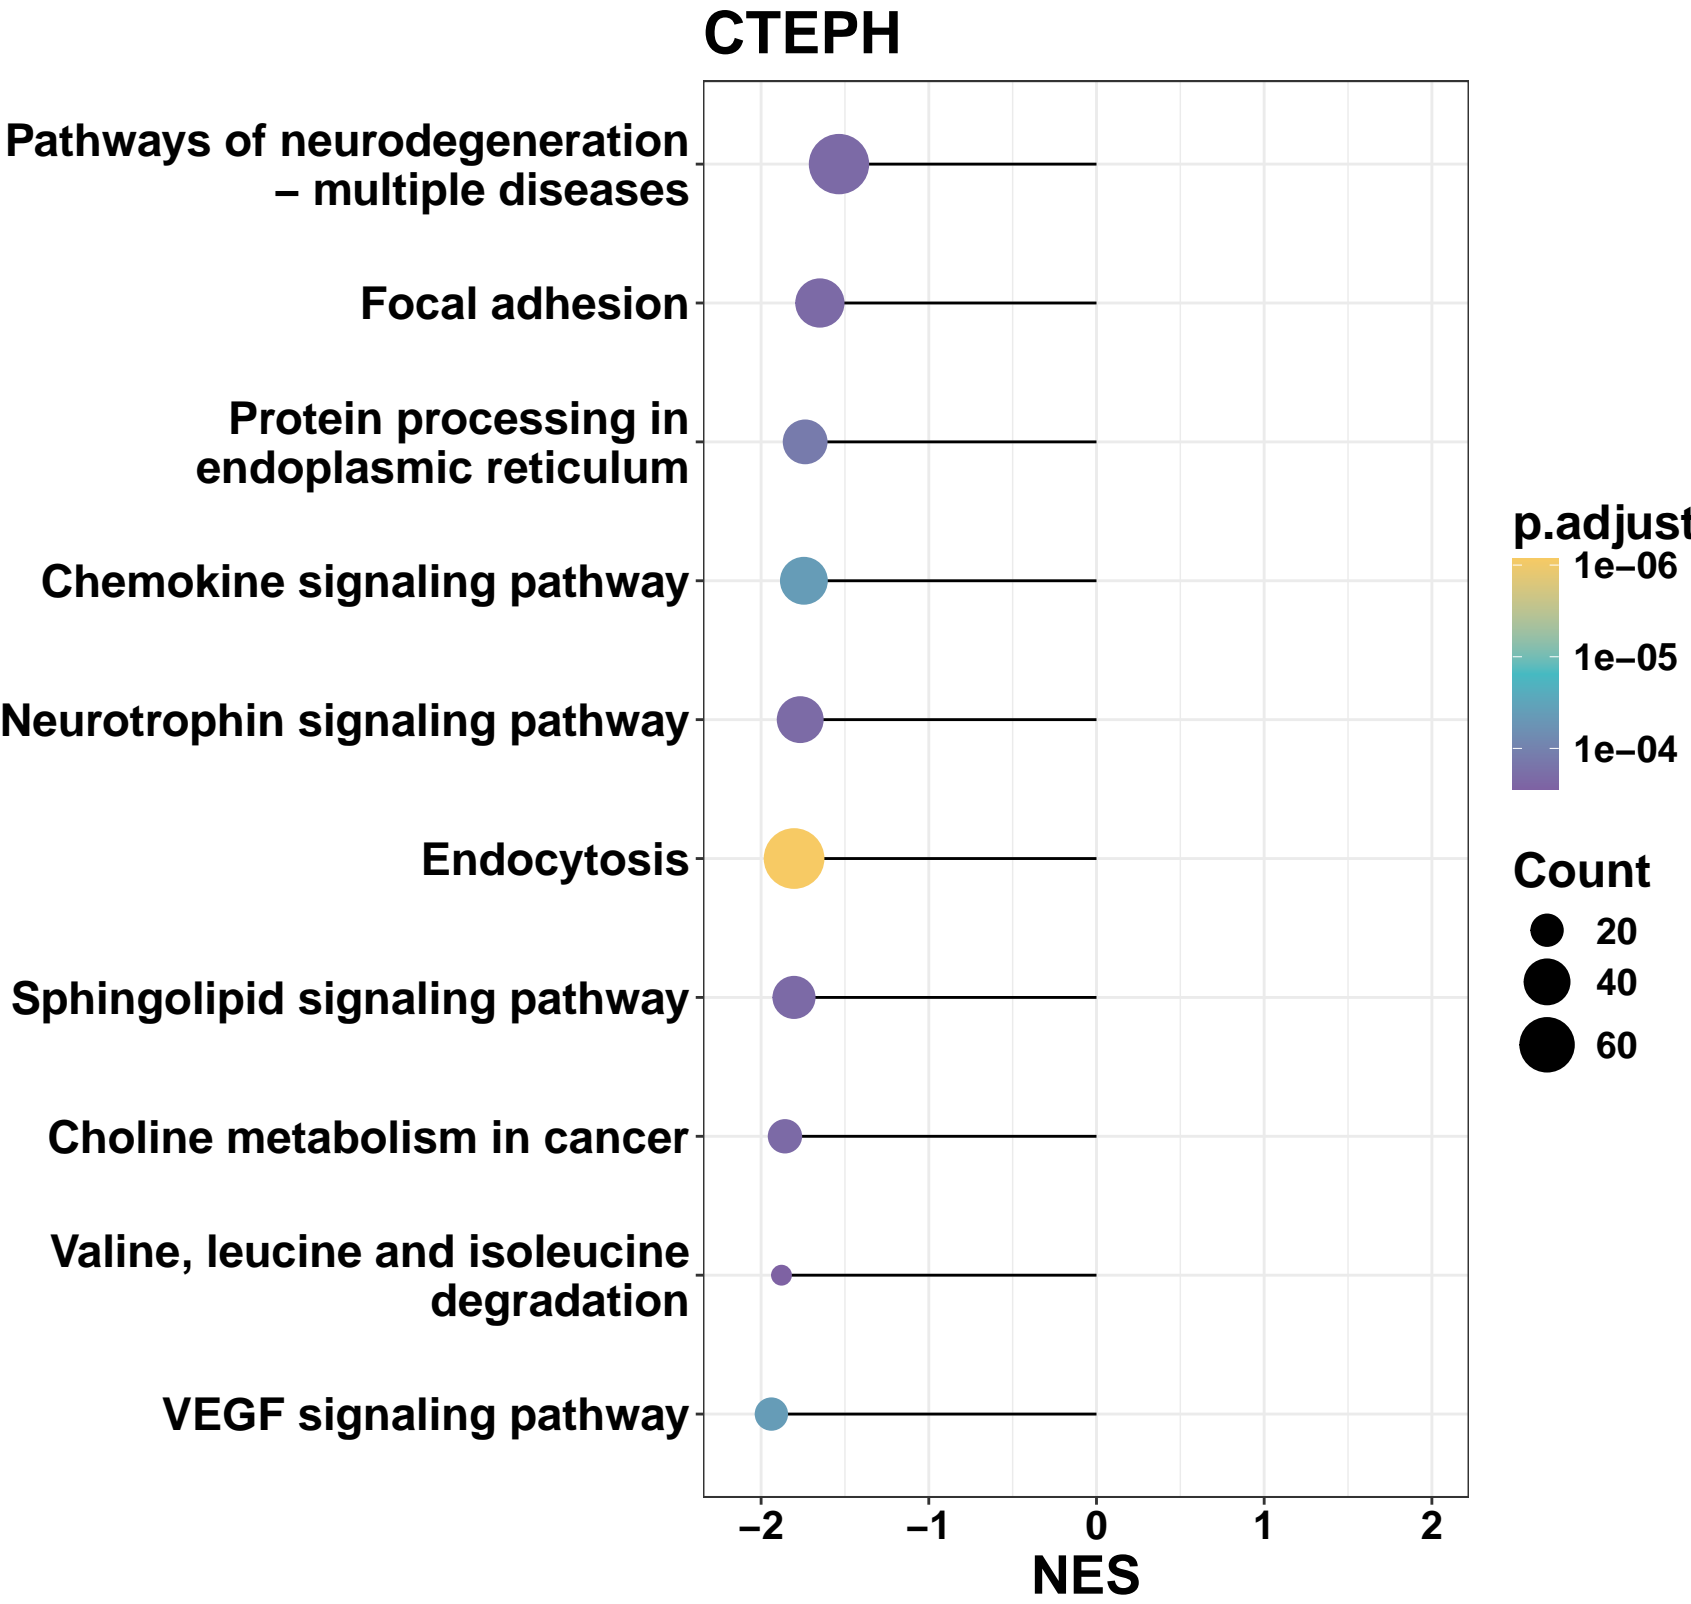 CTEPH
Pathways of neurodegeneration
– multiple diseases
Focal adhesion
Protein processing in
endoplasmic reticulum
Chemokine signaling pathway
Neurotrophin signaling pathway
Endocytosis
Sphingolipid signaling pathway
Choline metabolism in cancer
Valine, leucine and isoleucine
degradation
VEGF signaling pathway
−2 −1 0 1 2
NES
p.adjust
1e−06
1e−05
1e−04
Count
20
40
60